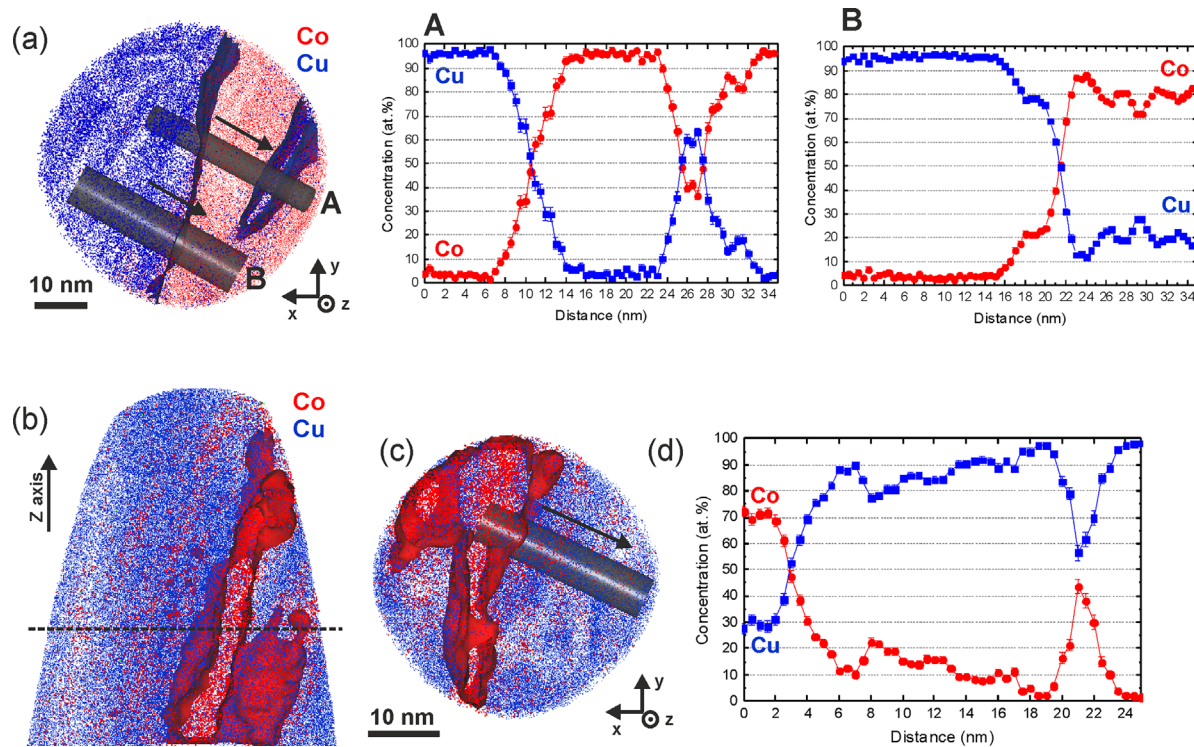 (a)
Co
Cu
A
B
10 nm
y
x
z
A
Concentration (at.%)
100
90
80
70
60
50
40
30
20
10
0
Cu
Co
0 2 4 6 8 10 12 14 16 18 20 22 24 26 28 30 32 34
Distance (nm)
B
Concentration (at.%)
100
90
80
70
60
50
40
30
20
10
0
Co
Cu
0 2 4 6 8 10 12 14 16 18 20 22 24 26 28 30 32 34
Distance (nm)
(b)
Co
Cu
Z axis
(c)
10 nm
y
x
z
(d)
Concentration (at.%)
100
90
80
70
60
50
40
30
20
10
0
Co
Cu
0 2 4 6 8 10 12 14 16 18 20 22 24
Distance (nm)